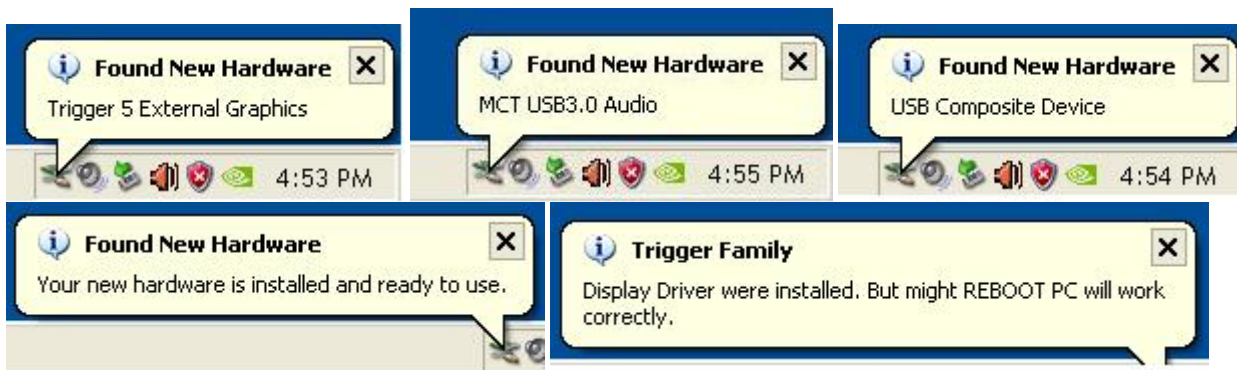 Found New Hardware
Trigger 5 External Graphics
4:53 PM
Found New Hardware
MCT USB3.0 Audio
4:55 PM
Found New Hardware
USB Composite Device
4:54 PM
Found New Hardware
Your new hardware is installed and ready to use.
Trigger Family
Display Driver were installed. But might REBOOT PC will work
correctly.